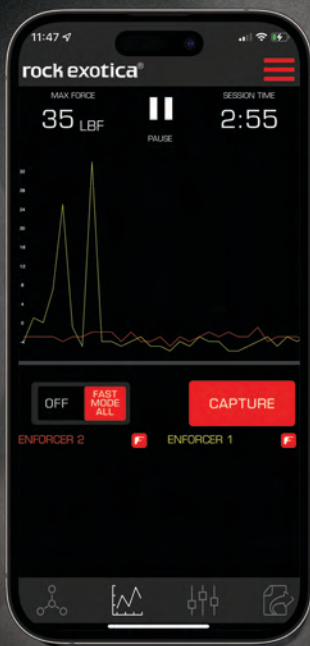 11:47
rock exotica®
MAX FORCE
35 LBF
PAUSE
SESSION TIME
2:55
OFF
FAST
MODE
ALL
CAPTURE
ENFORCER 2
F
ENFORCER 1
F